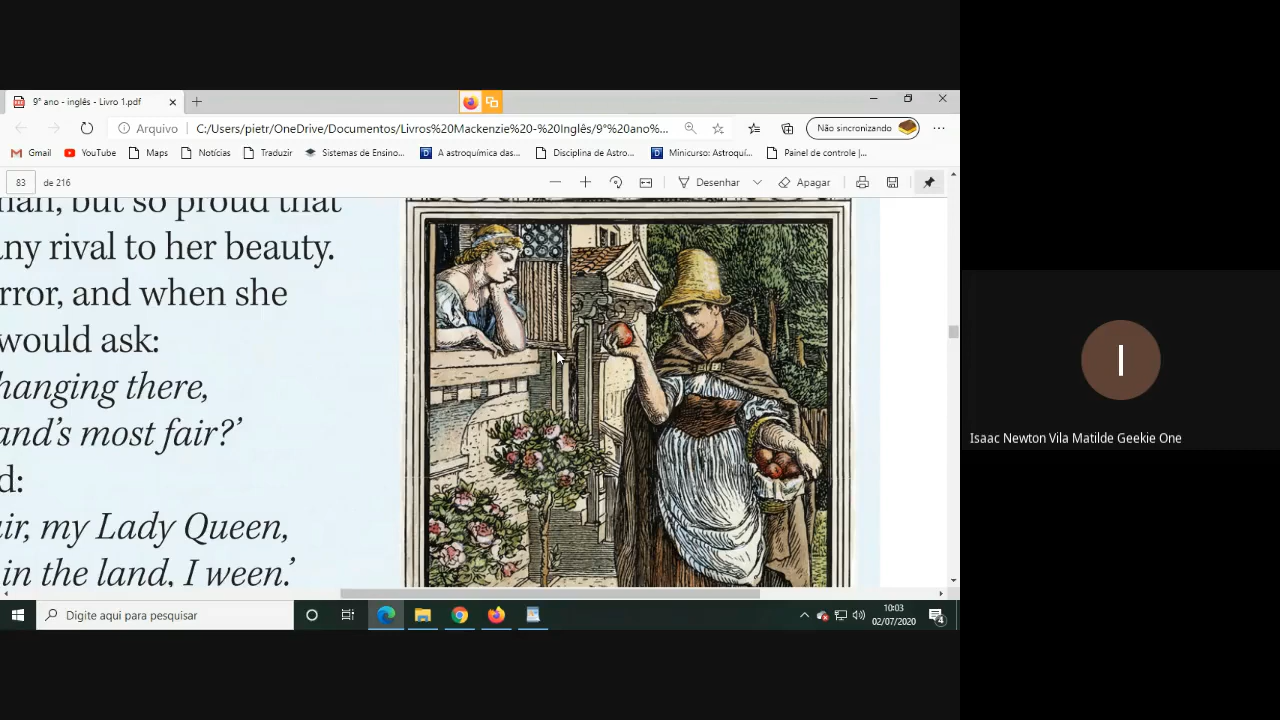 9° ano - inglês - Livro 1.pdf
Arquivo
C:/Users/pietr/OneDrive/Documentos/Livros%20Mackenzie%20-%20Inglês/9°%20ano%...
Não sincronizando
Gmail
YouTube
Maps
Notícias
Traduzir
Sistemas de Ensino...
A astroquímica das...
Disciplina de Astro...
Minicurso: Astroquí...
Painel de controle |...
83 de 216
Desenhar
Apagar
man, but so proud that
any rival to her beauty.
rror, and when she
would ask:
hanging there,
and's most fair?'
d:
ir, my Lady Queen,
in the land, I ween.'
Isaac Newton Vila Matilde Geekie One
I
Digite aqui para pesquisar
10:03
02/07/2020
4